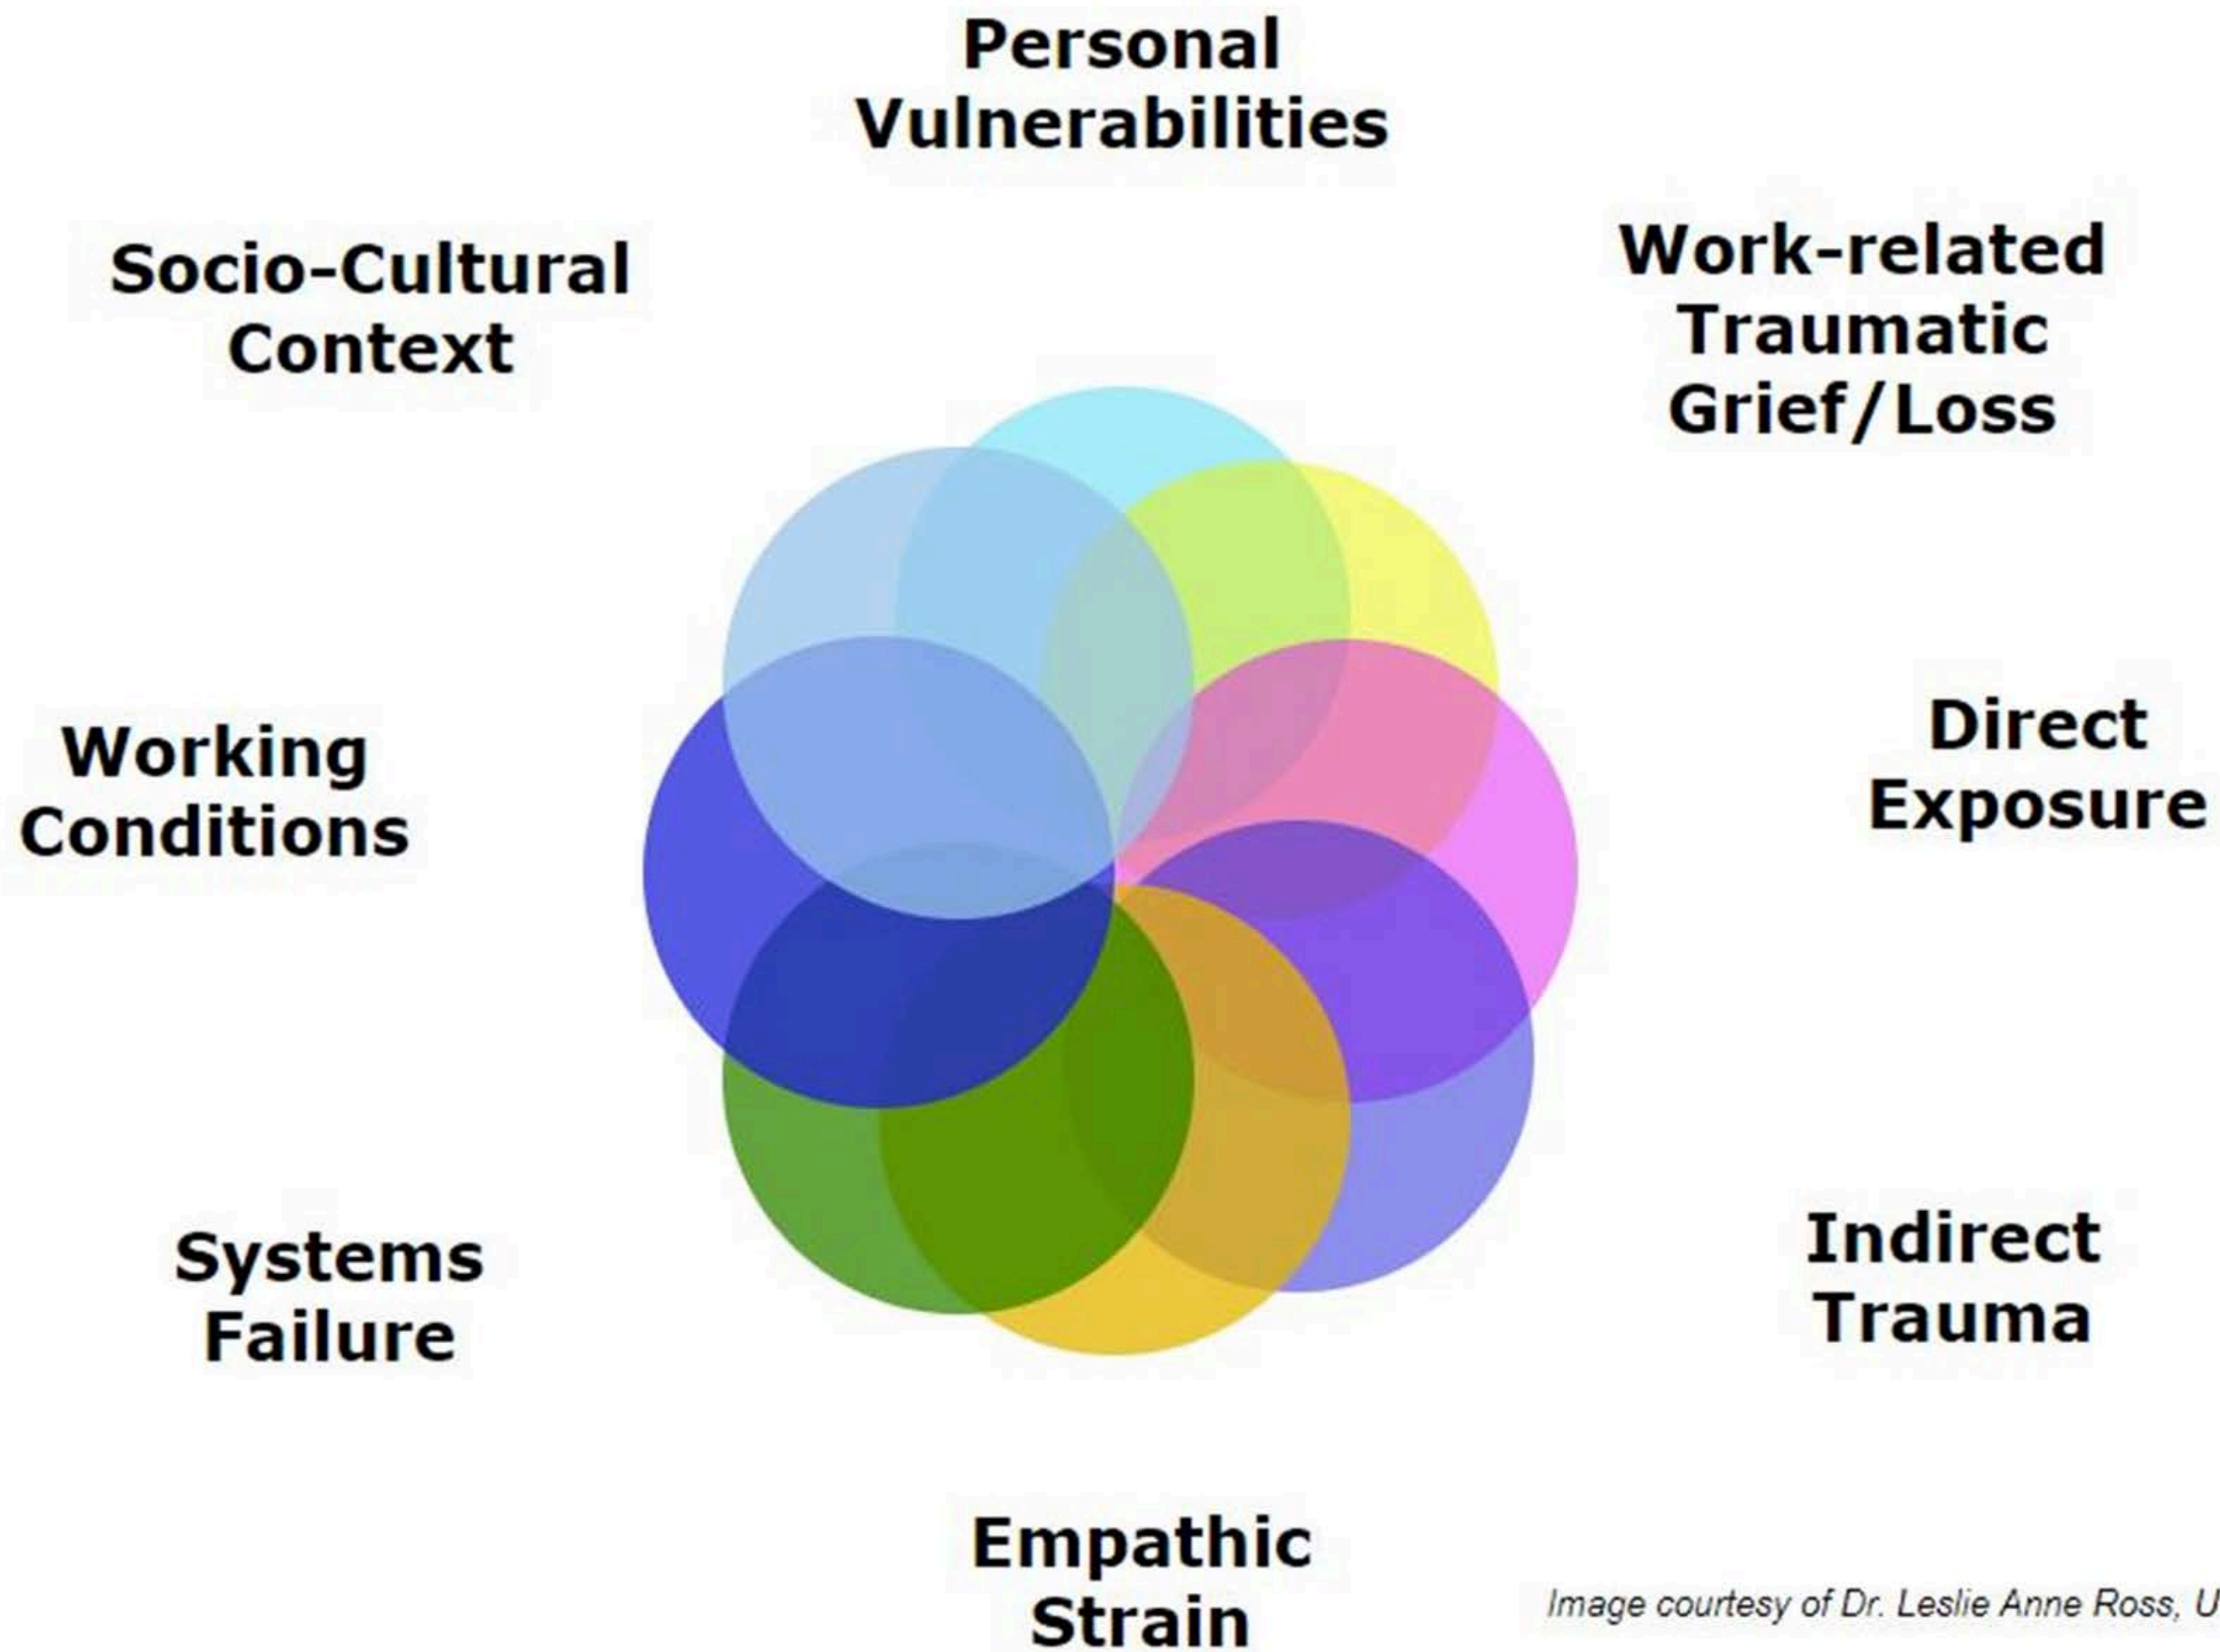 Personal
Vulnerabilities
Socio-Cultural
Context
Work-related
Traumatic
Grief/Loss
Working
Conditions
Direct
Exposure
Systems
Failure
Indirect
Trauma
Empathic
Strain
Image courtesy of Dr. Leslie Anne Ross, U